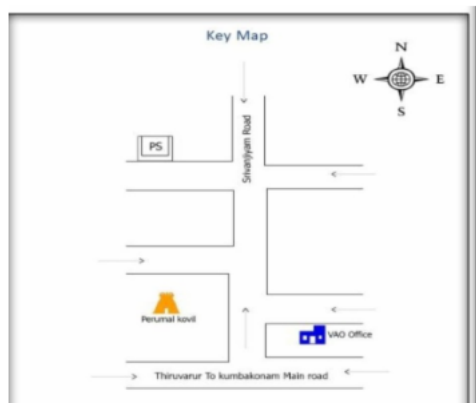 Key Map
N
W E
S
PS
Srivanjiyam Road
Perumal kovil
VAO Office
Thiruvarur To kumbakonam Main road